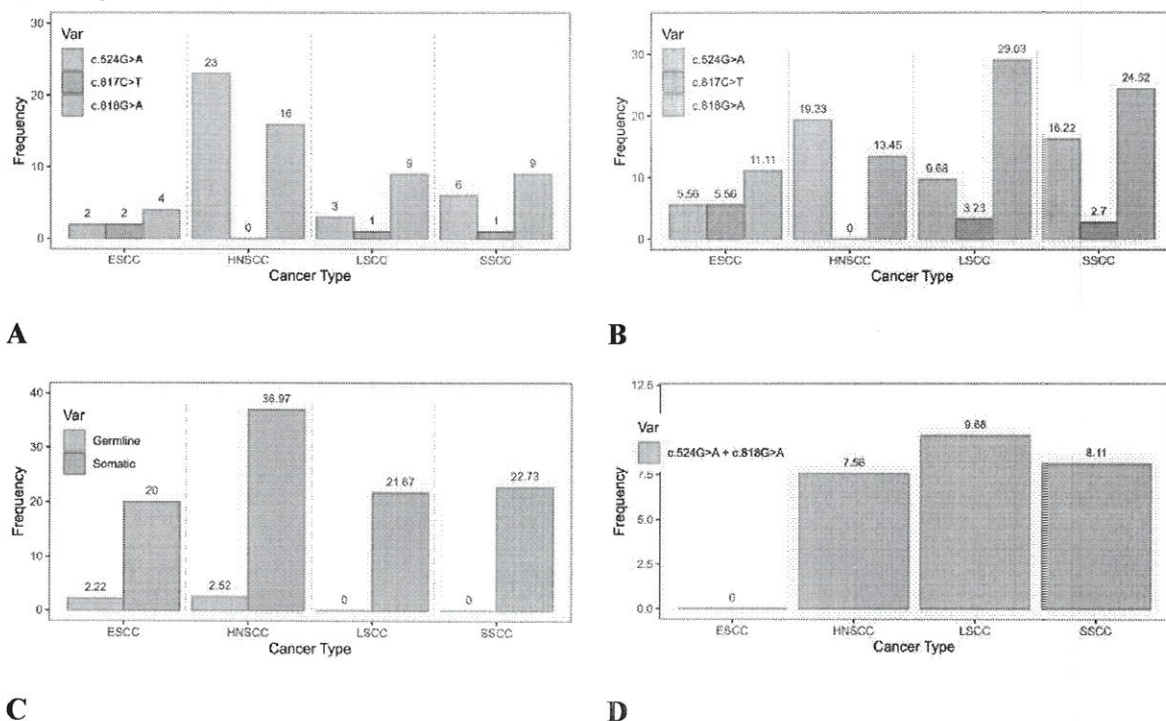 30
20
10
0
Frequency
Var
c.524G>A
c.817C>T
c.818G>A
2
2
4
23
0
16
3
1
9
6
1
9
ESCC
HNSCC
LSCC
SSCC
Cancer Type
A
30
20
10
0
Frequency
Var
c.524G>A
c.817C>T
c.818G>A
5.56
5.56
11.11
19.33
0
13.45
9.68
3.23
29.03
16.22
2.7
24.32
ESCC
HNSCC
LSCC
SSCC
Cancer Type
B
40
30
20
10
0
Frequency
Var
Germline
Somatic
2.22
20
2.52
36.97
0
21.67
0
22.73
ESCC
HNSCC
LSCC
SSCC
Cancer Type
C
12.5
7.5
5.0
2.5
0.0
Frequency
Var
c.524G>A + c.818G>A
0
7.56
9.68
8.11
ESCC
HNSCC
LSCC
SSCC
Cancer Type
D